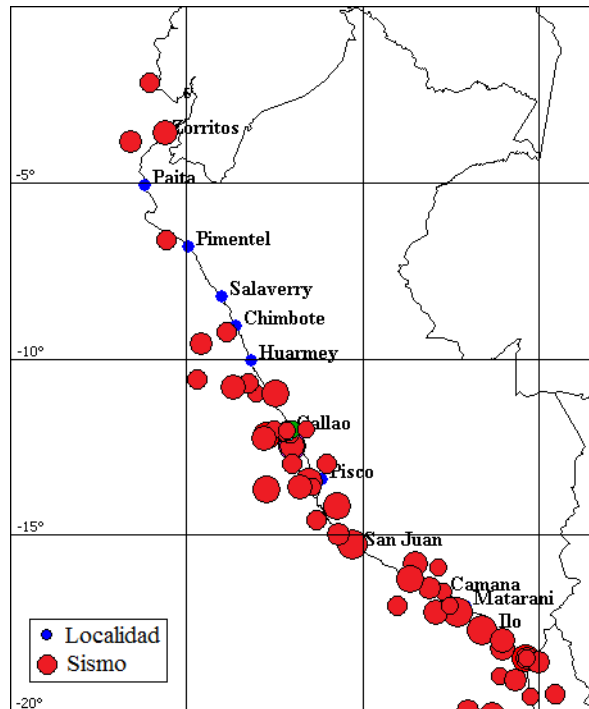 Zorritos
-5°
Paita
Pimentel
Salaverry
Chimbote
-10°
Huarmey
Callao
Pisco
-15°
San Juan
Camana
Matarani
Ilo
Localidad
Sismo
-20°